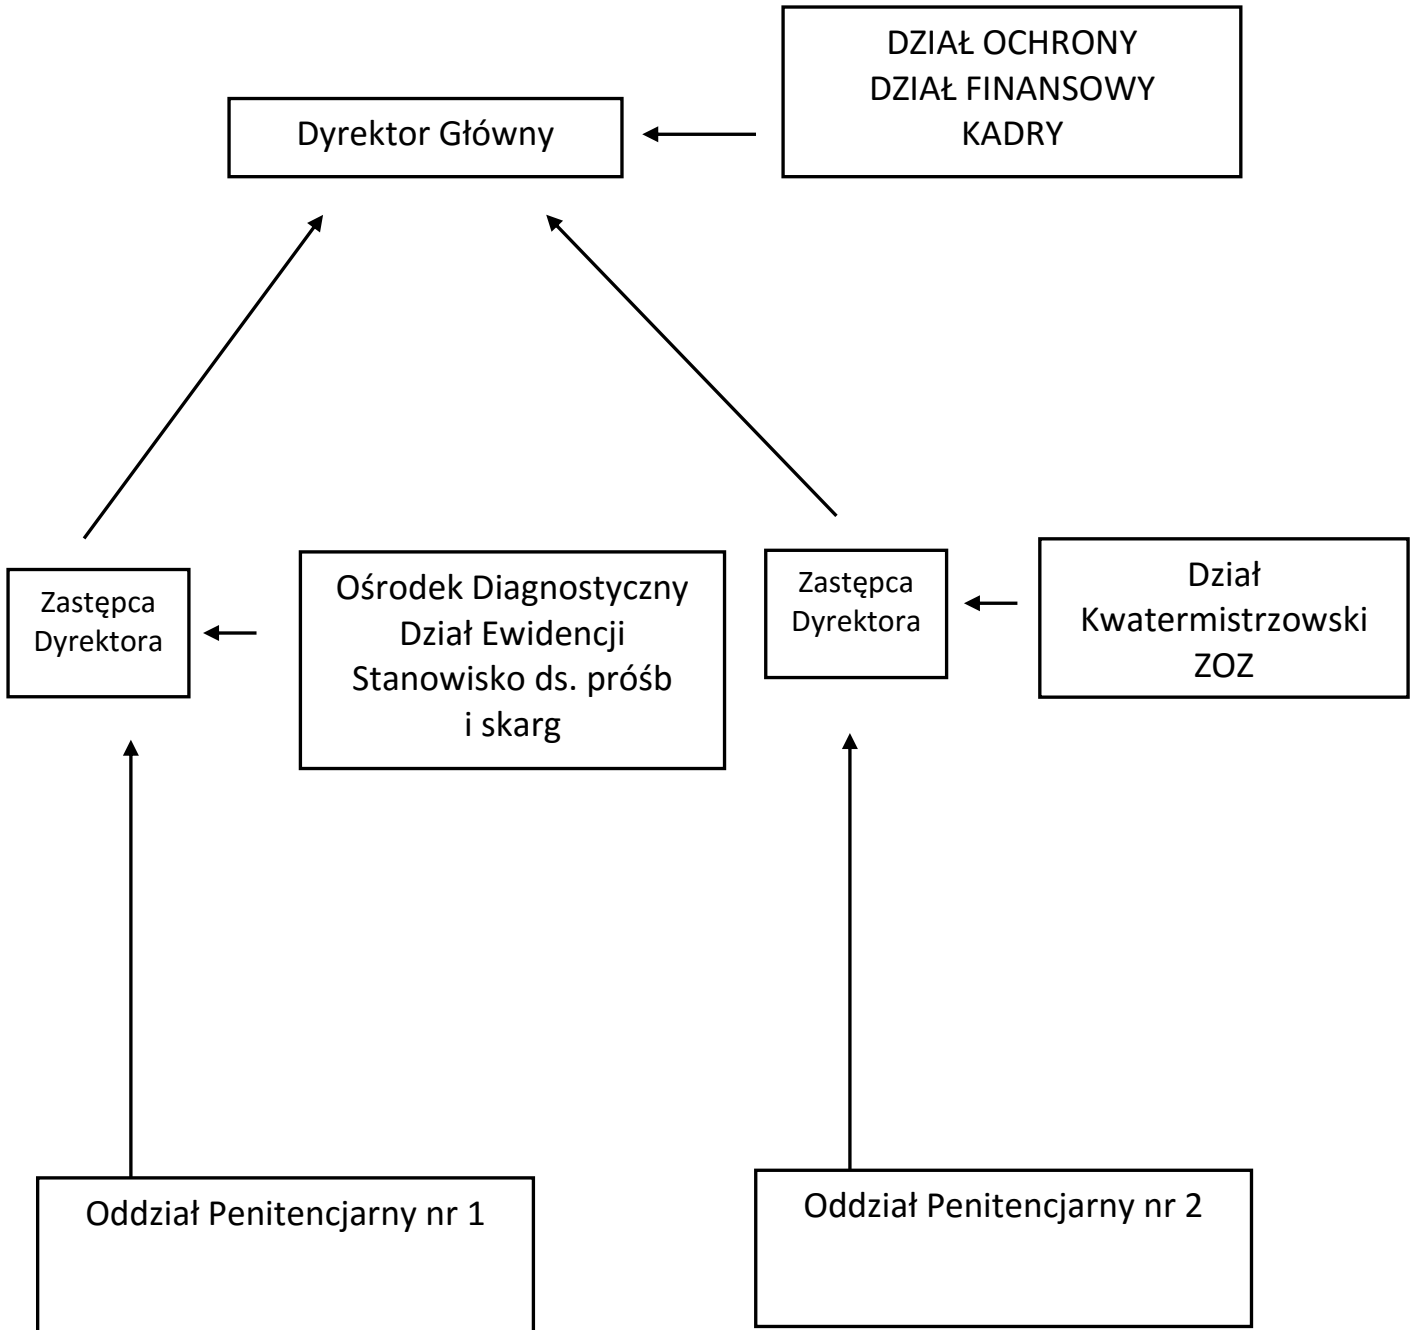 DZIAŁ OCHRONY
DZIAŁ FINANSOWY
KADRY
Dyrektor Główny
Zastępca
Dyrektora
Ośrodek Diagnostyczny
Dział Ewidencji
Stanowisko ds. próśb
i skarg
Zastępca
Dyrektora
Dział
Kwatermistrzowski
ZOZ
Oddział Penitencjarny nr 1
Oddział Penitencjarny nr 2